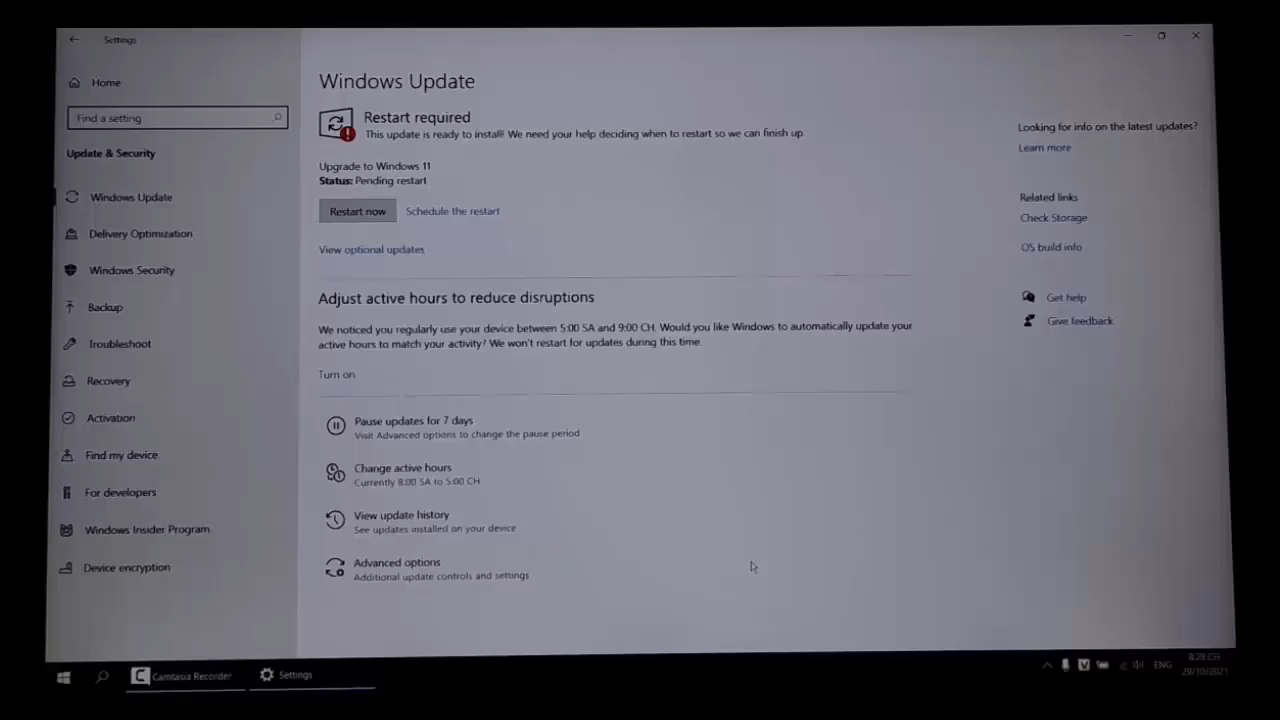 Settings
Home
Find a setting
Update & Security
Windows Update
Delivery Optimization
Windows Security
Backup
Troubleshoot
Recovery
Activation
Find my device
For developers
Windows Insider Program
Device encryption
Windows Update
Restart required
This update is ready to install! We need your help deciding when to restart so we can finish up.
Upgrade to Windows 11
Status: Pending restart
Restart now
Schedule the restart
View optional updates
Adjust active hours to reduce disruptions
We noticed you regularly use your device between 5:00 SA and 9:00 CH. Would you like Windows to automatically update your
active hours to match your activity? We won't restart for updates during this time.
Turn on
Pause updates for 7 days
Visit Advanced options to change the pause period
Change active hours
Currently 8:00 SA to 5:00 CH
View update history
See updates installed on your device
Advanced options
Additional update controls and settings
Looking for info on the latest updates?
Learn more
Related links
Check Storage
OS build info
Get help
Give feedback
C Camtasia Recorder
Settings
V
ENG
8:29 CH
29/10/2021